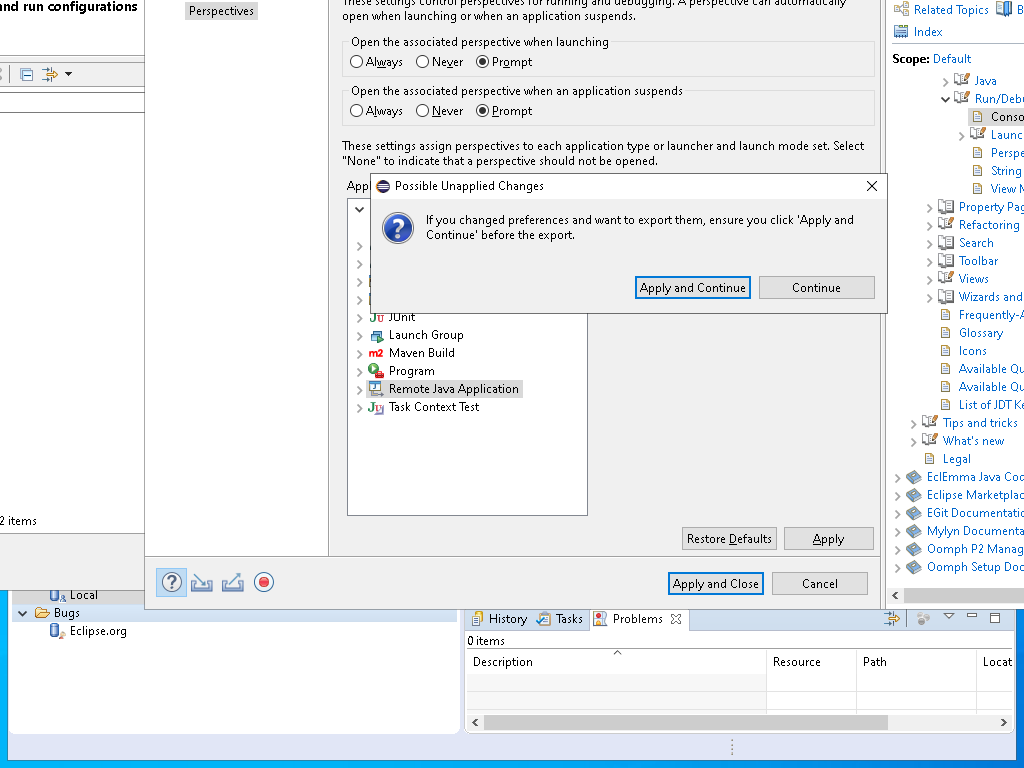 and run configurations
2 items
Perspectives
These settings control perspectives for running and debugging. A perspective can automatically
open when launching or when an application suspends.
Open the associated perspective when launching
Always
Never
Prompt
Open the associated perspective when an application suspends
Always
Never
Prompt
These settings assign perspectives to each application type or launcher and launch mode set. Select
"None" to indicate that a perspective should not be opened.
Possible Unapplied Changes
If you changed preferences and want to export them, ensure you click 'Apply and
Continue' before the export.
Apply and Continue
Continue
JUnit
Launch Group
Maven Build
Program
Remote Java Application
Task Context Test
Restore Defaults
Apply
Apply and Close
Cancel
Related Topics
Index
Scope: Default
Java
Run/Debu
Conso
Launc
Perspe
String
View M
Property Pag
Refactoring
Search
Toolbar
Views
Wizards and
Frequently-A
Glossary
Icons
Available Qu
Available Qu
List of JDT Ke
Tips and tricks
What's new
Legal
EclEmma Java Coc
Eclipse Marketplac
EGit Documentatic
Mylyn Documenta
Oomph P2 Manag
Oomph Setup Doc
Local
Bugs
Eclipse.org
History
Tasks
Problems
0 items
Description
Resource
Path
Locat